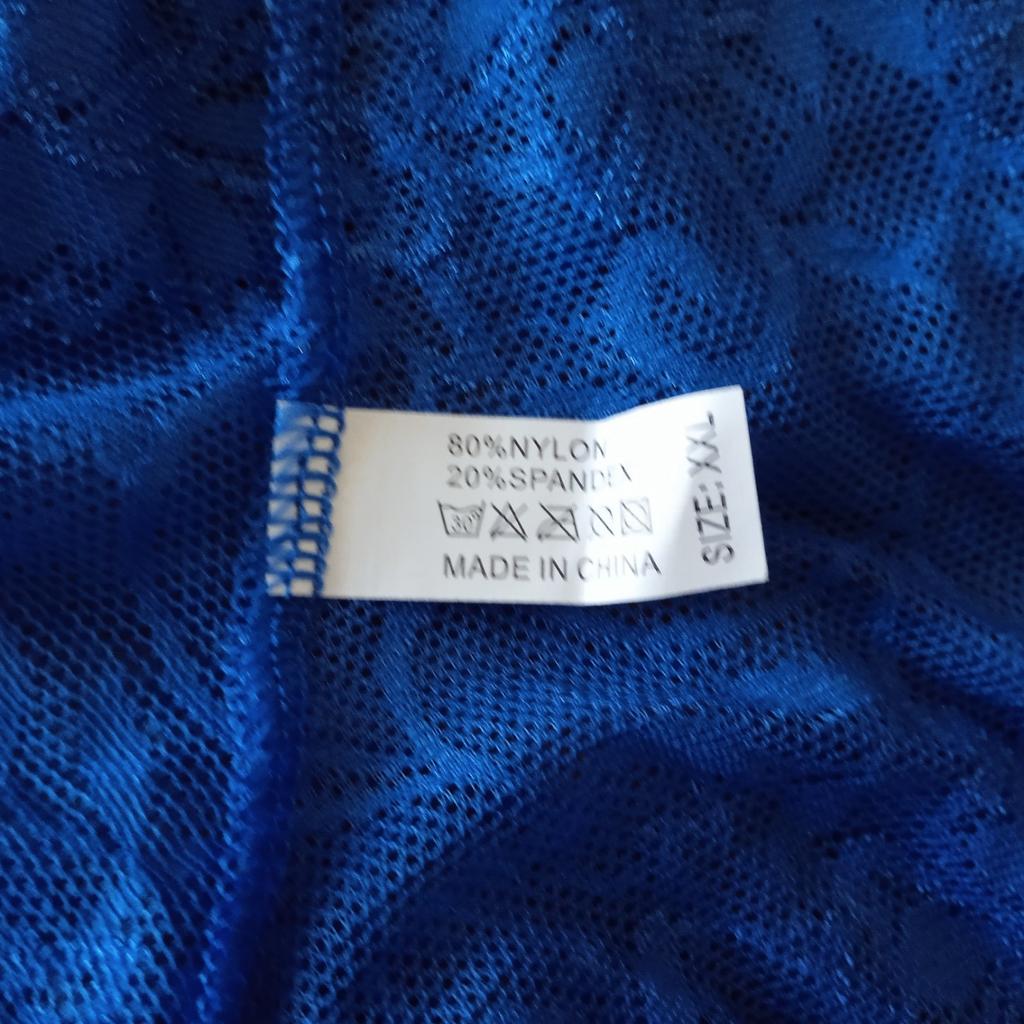 80%NYLON
20%SPANDEX
30
MADE IN CHINA
SIZE:XXL